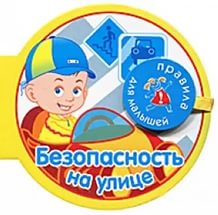 правила
для малышей
Безопасность
на улице